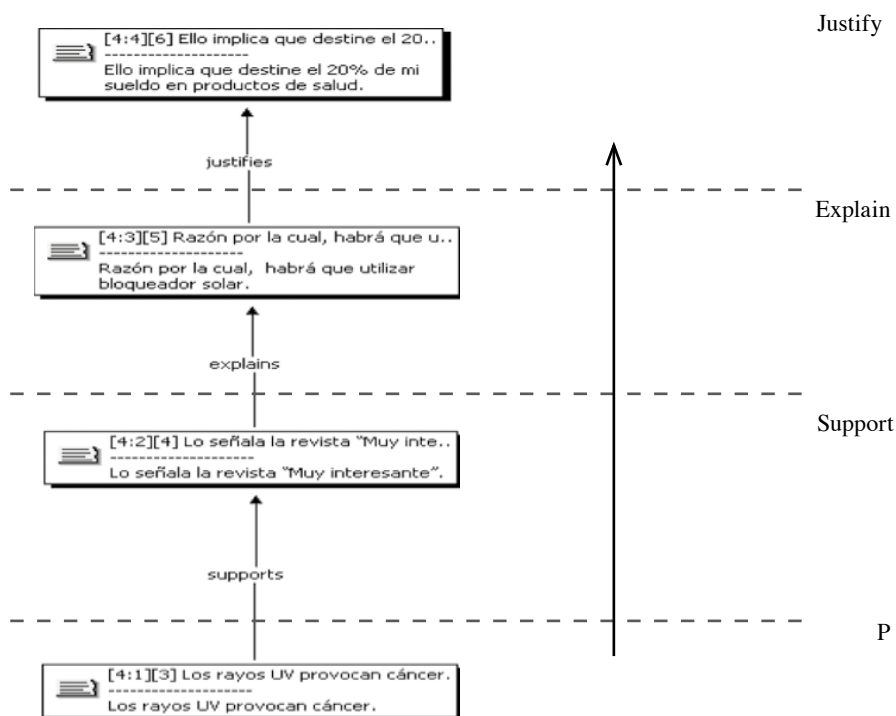 Justify
[4:4][6] Ello implica que destine el 20..
--------------------
Ello implica que destine el 20% de mi
sueldo en productos de salud.
justifies
Explain
[4:3][5] Razón por la cual, habrá que u..
--------------------
Razón por la cual, habrá que utilizar
bloqueador solar.
explains
Support
[4:2][4] Lo señala la revista “Muy inte..
--------------------
Lo señala la revista “Muy interesante”.
supports
P
[4:1][3] Los rayos UV provocan cáncer.
--------------------
Los rayos UV provocan cáncer.